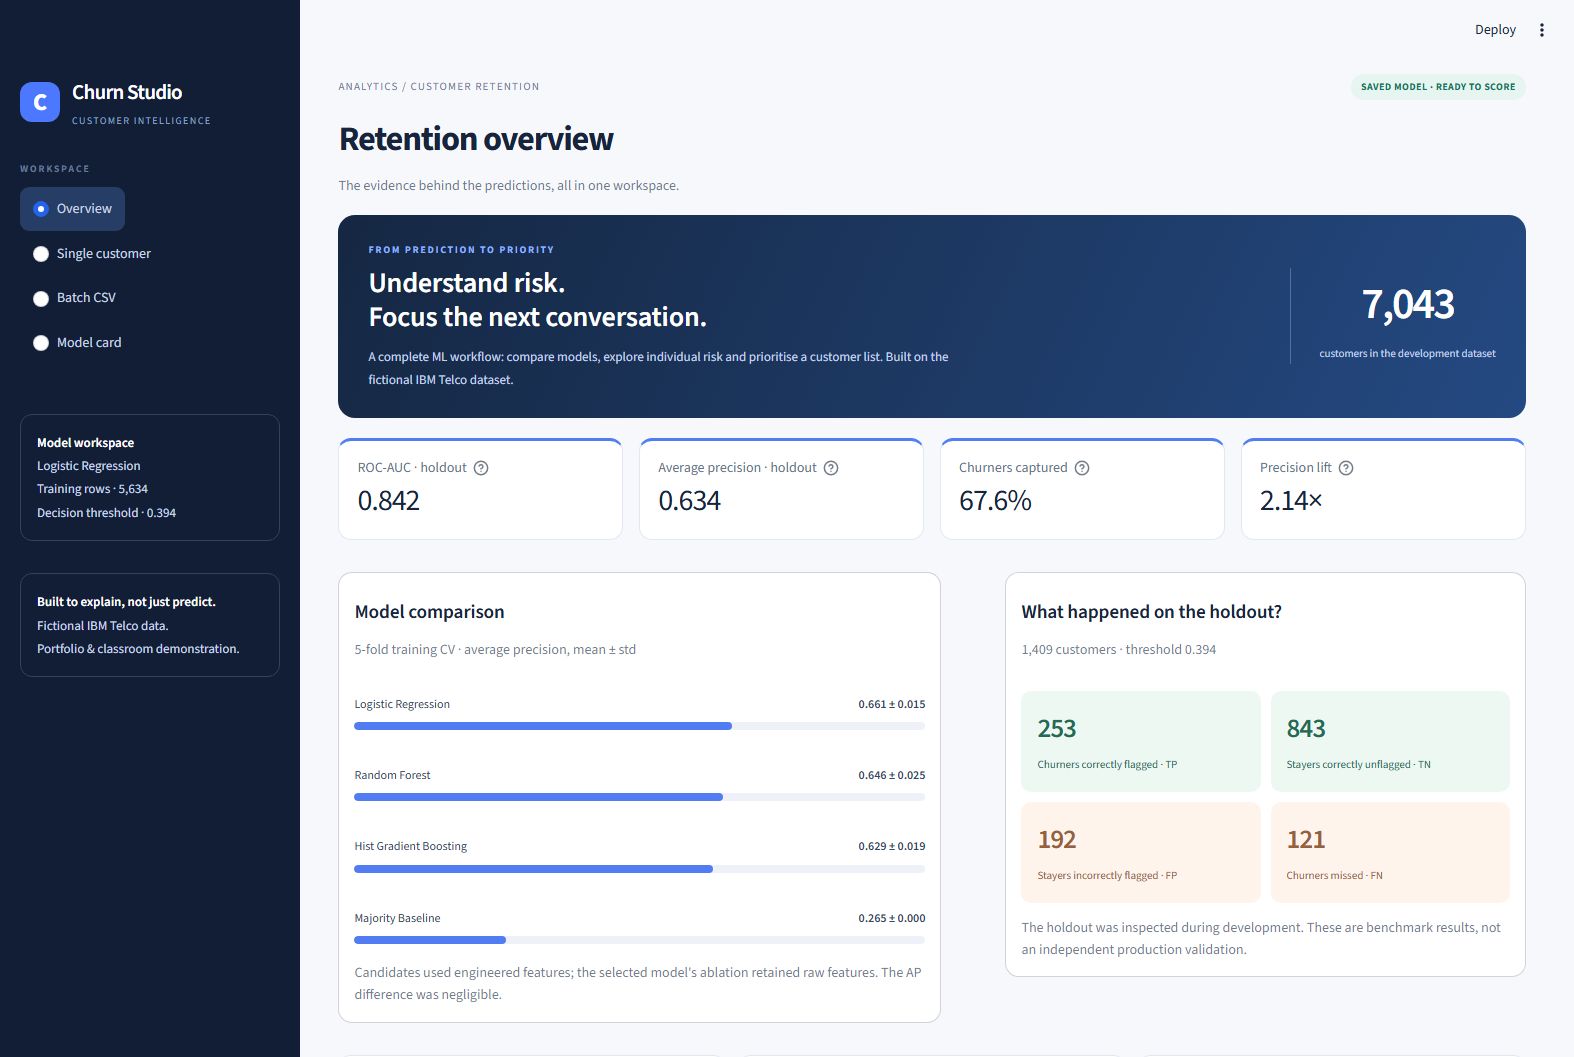 Deploy
C
Churn Studio
CUSTOMER INTELLIGENCE
WORKSPACE
Overview
Single customer
Batch CSV
Model card
Model workspace
Logistic Regression
Training rows · 5,634
Decision threshold · 0.394
Built to explain, not just predict.
Fictional IBM Telco data.
Portfolio & classroom demonstration.
ANALYTICS / CUSTOMER RETENTION
SAVED MODEL · READY TO SCORE
Retention overview
The evidence behind the predictions, all in one workspace.
FROM PREDICTION TO PRIORITY
Understand risk.
Focus the next conversation.
A complete ML workflow: compare models, explore individual risk and prioritise a customer list. Built on the
fictional IBM Telco dataset.
7,043
customers in the development dataset
ROC-AUC · holdout
0.842
Average precision · holdout
0.634
Churners captured
67.6%
Precision lift
2.14×
Model comparison
5-fold training CV · average precision, mean ± std
Logistic Regression 0.661 ± 0.015
Random Forest 0.646 ± 0.025
Hist Gradient Boosting 0.629 ± 0.019
Majority Baseline 0.265 ± 0.000
Candidates used engineered features; the selected model's ablation retained raw features. The AP
difference was negligible.
What happened on the holdout?
1,409 customers · threshold 0.394
253
Churners correctly flagged · TP
843
Stayers correctly unflagged · TN
192
Stayers incorrectly flagged · FP
121
Churners missed · FN
The holdout was inspected during development. These are benchmark results, not
an independent production validation.